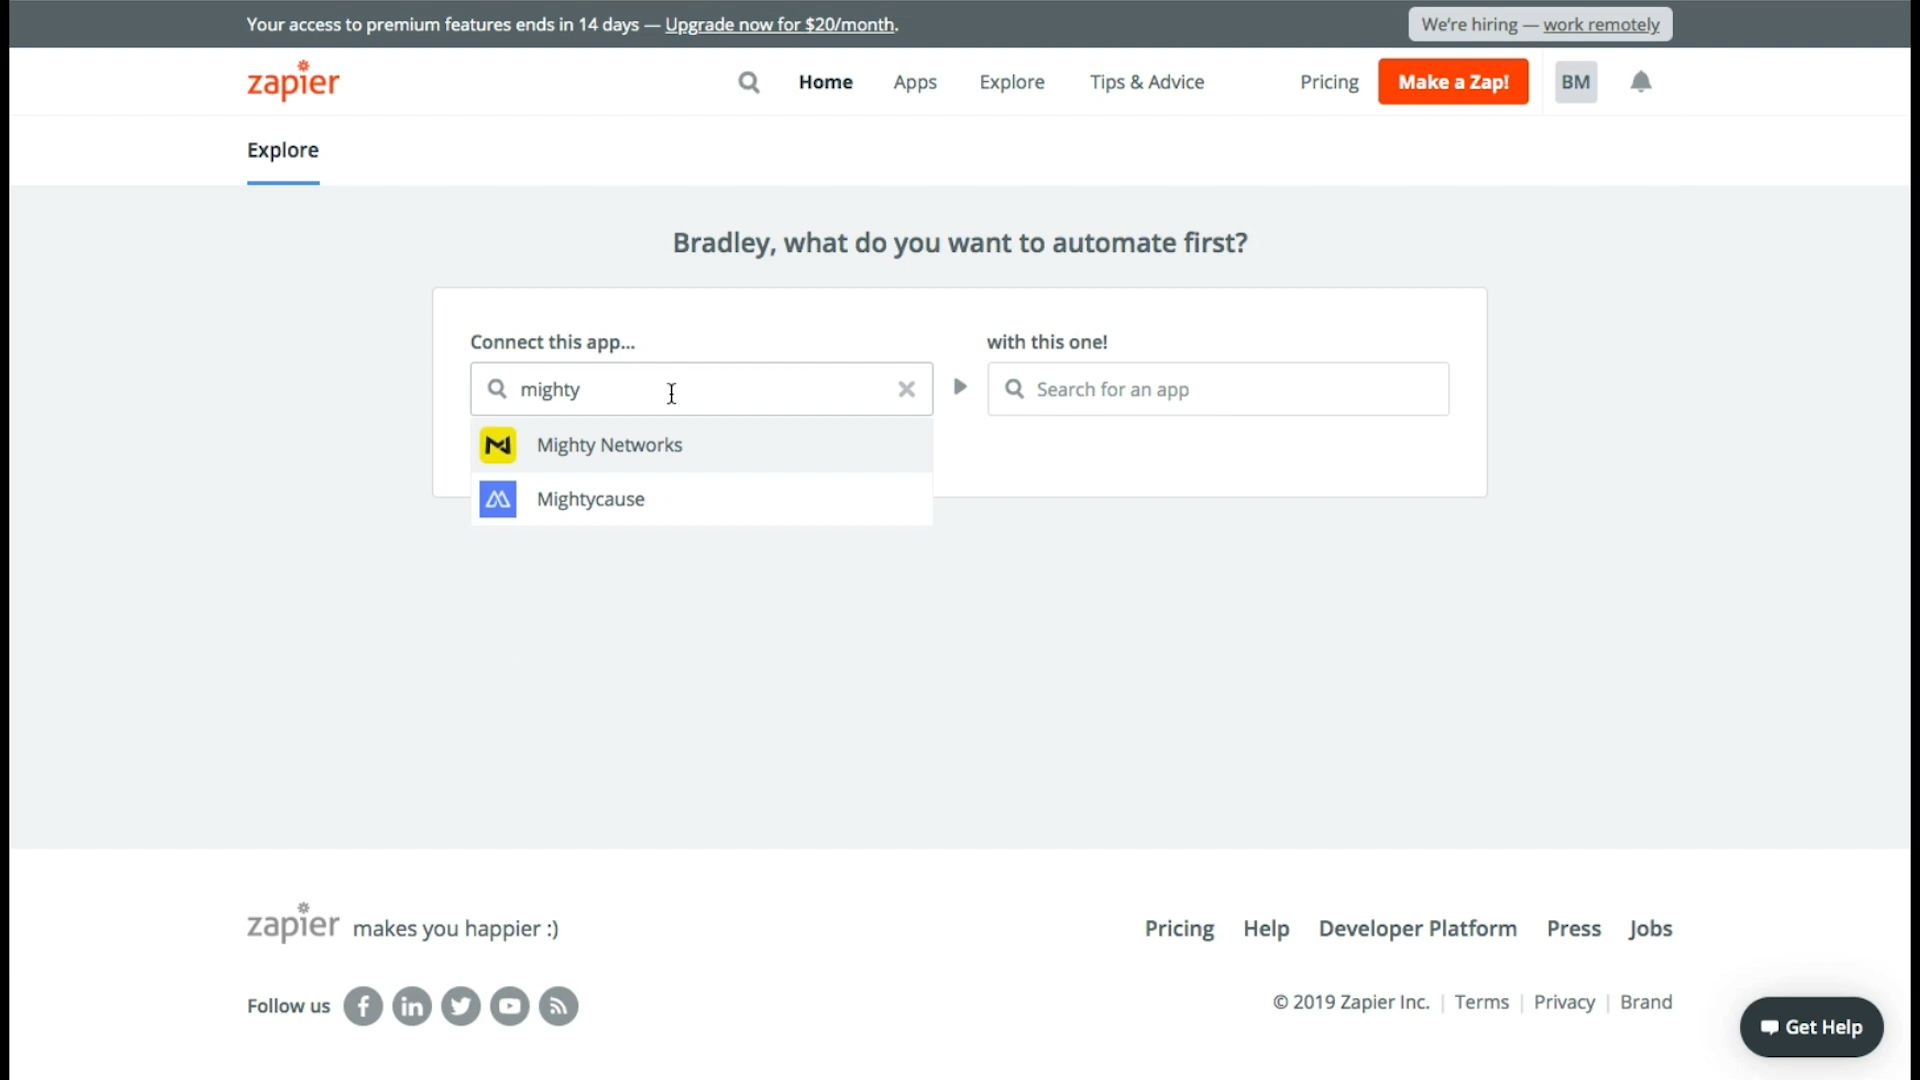 Your access to premium features ends in 14 days — Upgrade now for $20/month.
We're hiring — work remotely
zapier
Home
Apps
Explore
Tips & Advice
Pricing
Make a Zap!
BM
Explore
Bradley, what do you want to automate first?
Connect this app...
with this one!
mighty
Search for an app
Mighty Networks
Mightycause
zapier makes you happier :)
Pricing
Help
Developer Platform
Press
Jobs
Follow us
© 2019 Zapier Inc. | Terms | Privacy | Brand
Get Help